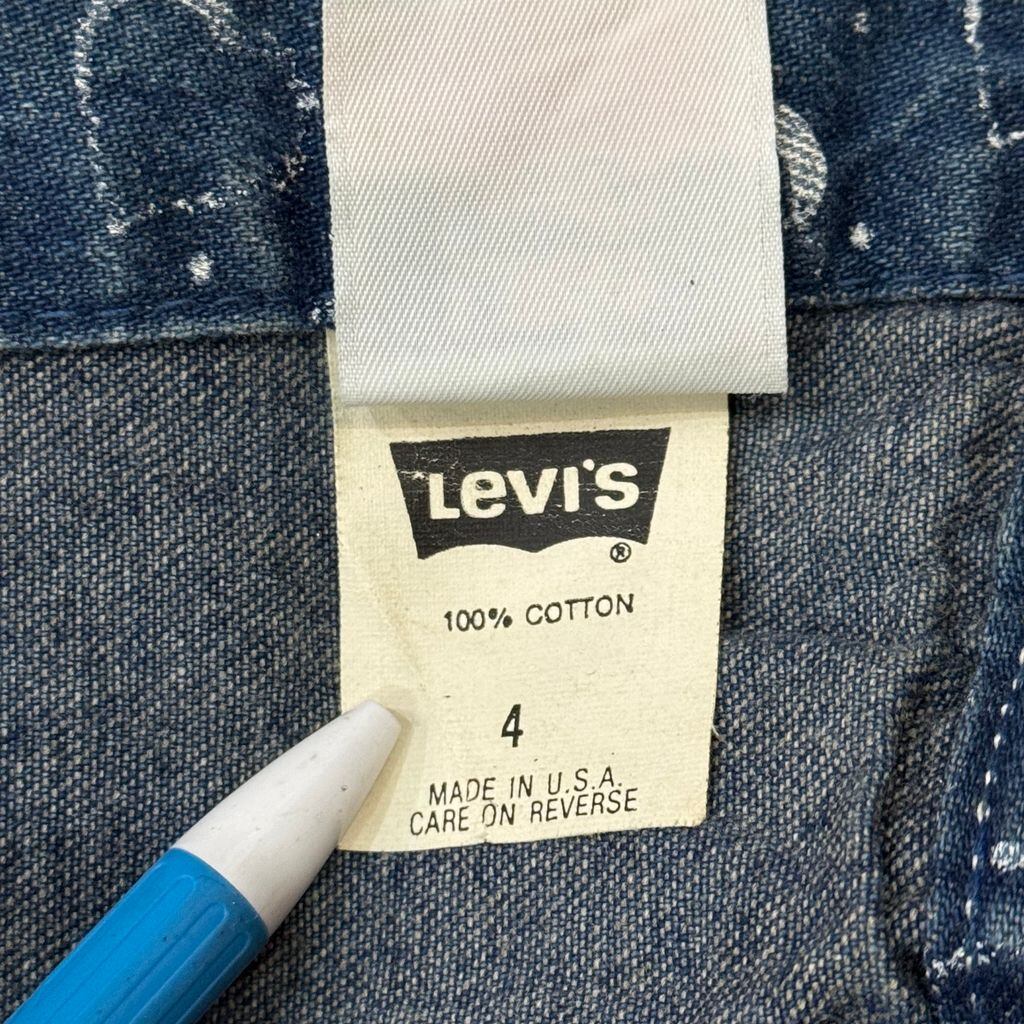 LEVI'S ®
100% COTTON
4
MADE IN U.S.A.
CARE ON REVERSE